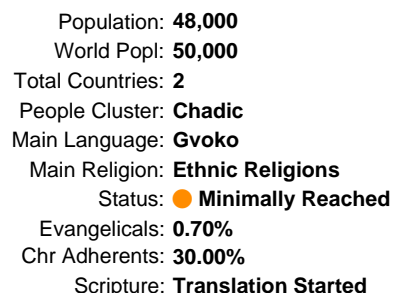 Population: 48,000
World Popl: 50,000
Total Countries: 2
People Cluster: Chadic
Main Language: Gvoko
Main Religion: Ethnic Religions
Status: Minimally Reached
Evangelicals: 0.70%
Chr Adherents: 30.00%
Scripture: Translation Started